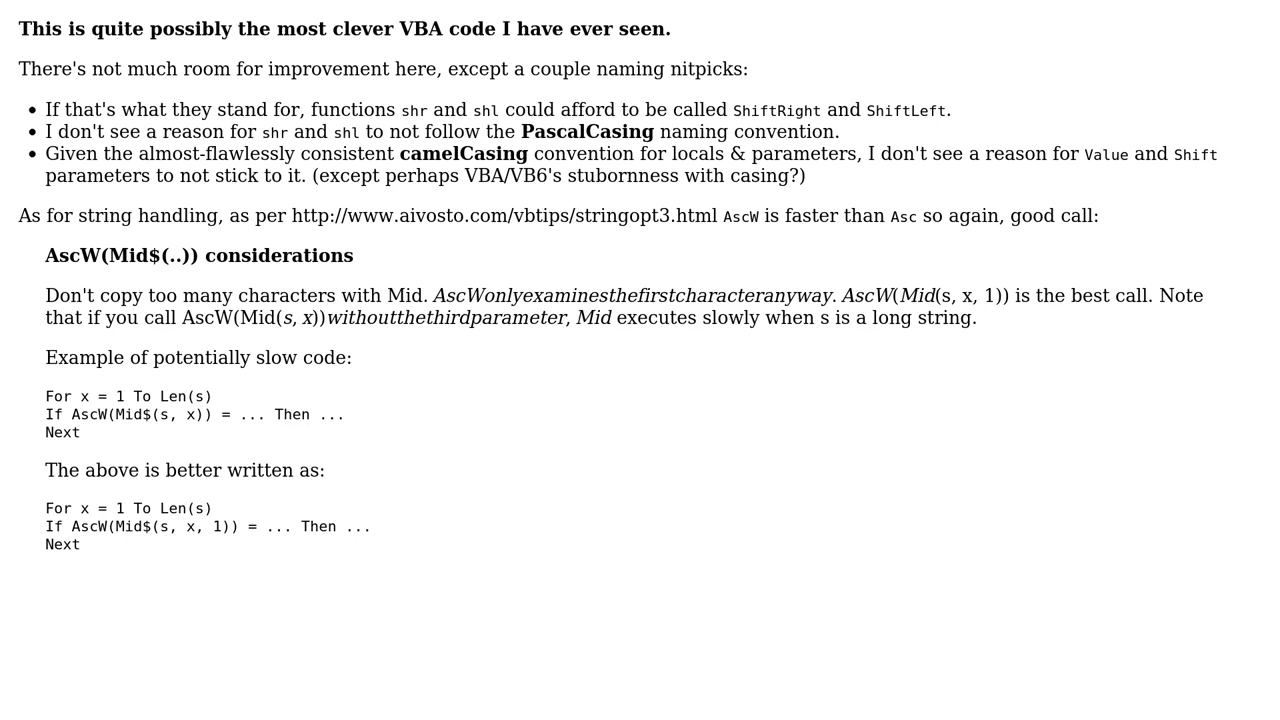 This is quite possibly the most clever VBA code I have ever seen.
There's not much room for improvement here, except a couple naming nitpicks:
• If that's what they stand for, functions shr and shl could afford to be called ShiftRight and ShiftLeft.
• I don't see a reason for shr and shl to not follow the PascalCasing naming convention.
• Given the almost-flawlessly consistent camelCasing convention for locals & parameters, I don't see a reason for Value and Shift
parameters to not stick to it. (except perhaps VBA/VB6's stubornness with casing?)
As for string handling, as per http://www.aivosto.com/vbtips/stringopt3.html AscW is faster than Asc so again, good call:
AscW(Mid$(..)) considerations
Don't copy too many characters with Mid. AscWonlyexaminesthefirstcharacteranyway. AscW(Mid(s, x, 1)) is the best call. Note
that if you call AscW(Mid(s, x))withoutthethirdparameter, Mid executes slowly when s is a long string.
Example of potentially slow code:
For x = 1 To Len(s)
If AscW(Mid$(s, x)) = ... Then ...
Next
The above is better written as:
For x = 1 To Len(s)
If AscW(Mid$(s, x, 1)) = ... Then ...
Next